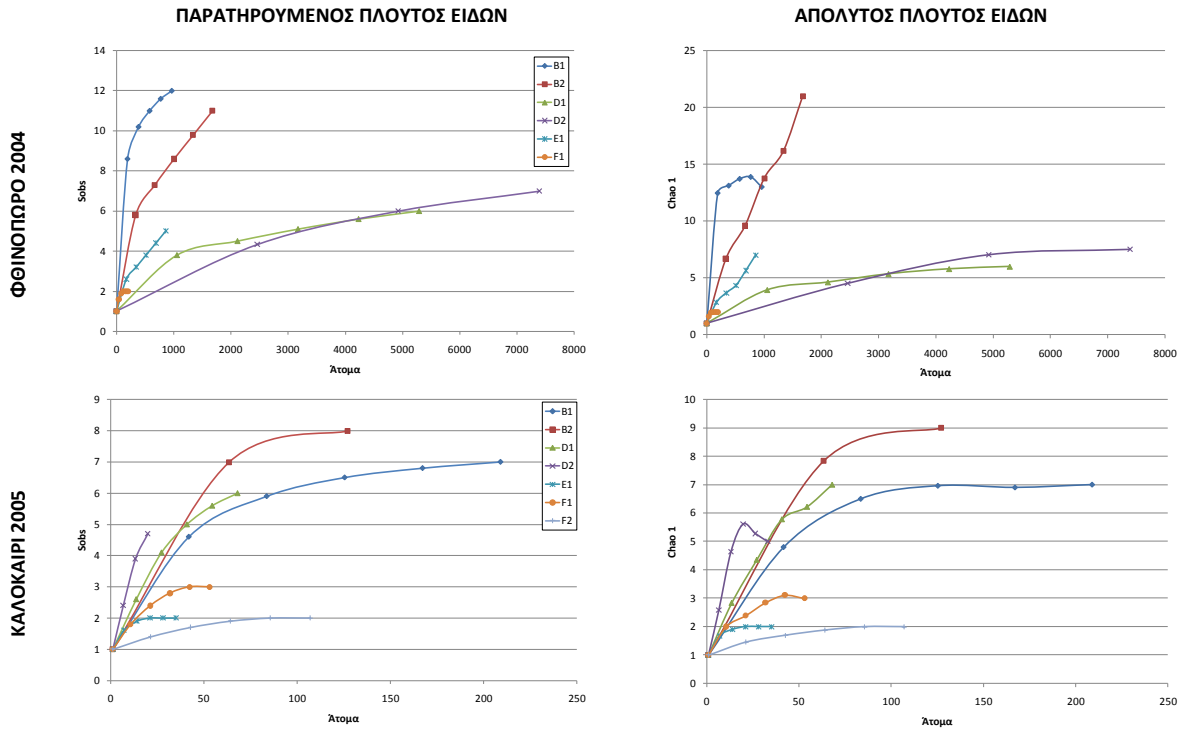 ΠΑΡΑΤΗΡΟΥΜΕΝΟΣ ΠΛΟΥΤΟΣ ΕΙΔΩΝ
ΑΠΟΛΥΤΟΣ ΠΛΟΥΤΟΣ ΕΙΔΩΝ
ΦΘΙΝΟΠΩΡΟ 2004
14
12
10
8
6
4
2
0
Sobs
0 1000 2000 3000 4000 5000 6000 7000 8000
Άτομα
B1
B2
D1
D2
E1
F1
25
20
15
10
5
0
Chao 1
0 1000 2000 3000 4000 5000 6000 7000 8000
Άτομα
ΚΑΛΟΚΑΙΡΙ 2005
9
8
7
6
5
4
3
2
1
0
Sobs
0 50 100 150 200 250
Άτομα
B1
B2
D1
D2
E1
F1
F2
10
9
8
7
6
5
4
3
2
1
0
Chao 1
0 50 100 150 200 250
Άτομα